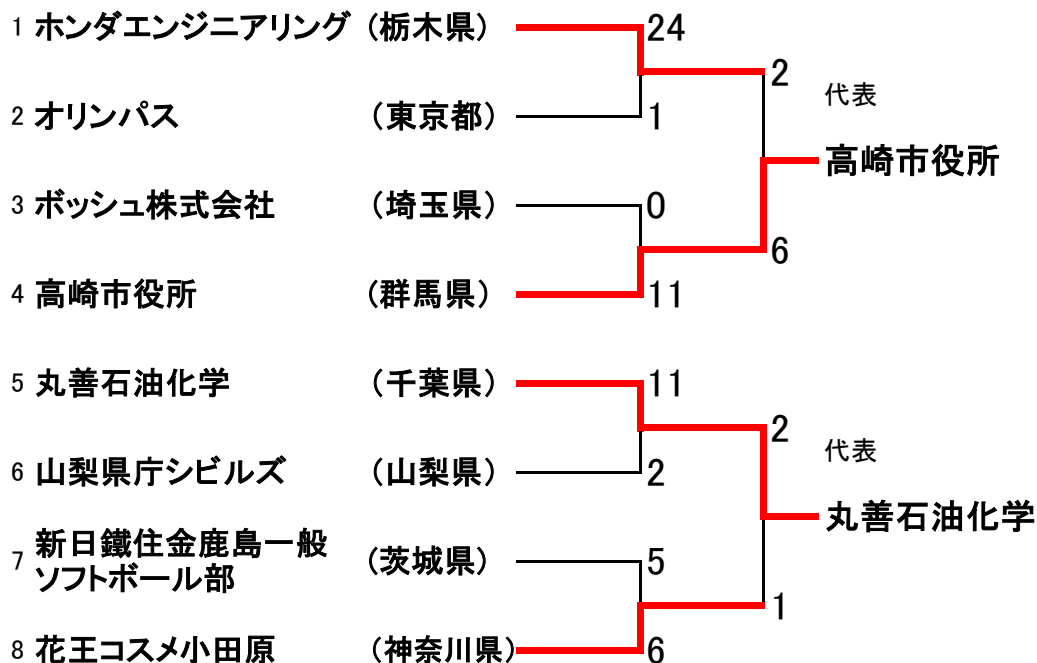 1 ホンダエンジニアリング (栃木県) 24
2
代表
2 オリンパス (東京都) 1
高崎市役所
3 ボッシュ株式会社 (埼玉県) 0
6
4 高崎市役所 (群馬県) 11
5 丸善石油化学 (千葉県) 11
2
代表
6 山梨県庁シビルズ (山梨県) 2
丸善石油化学
7 新日鐵住金鹿島一般
ソフトボール部 (茨城県) 5
1
8 花王コスメ小田原 (神奈川県) 6